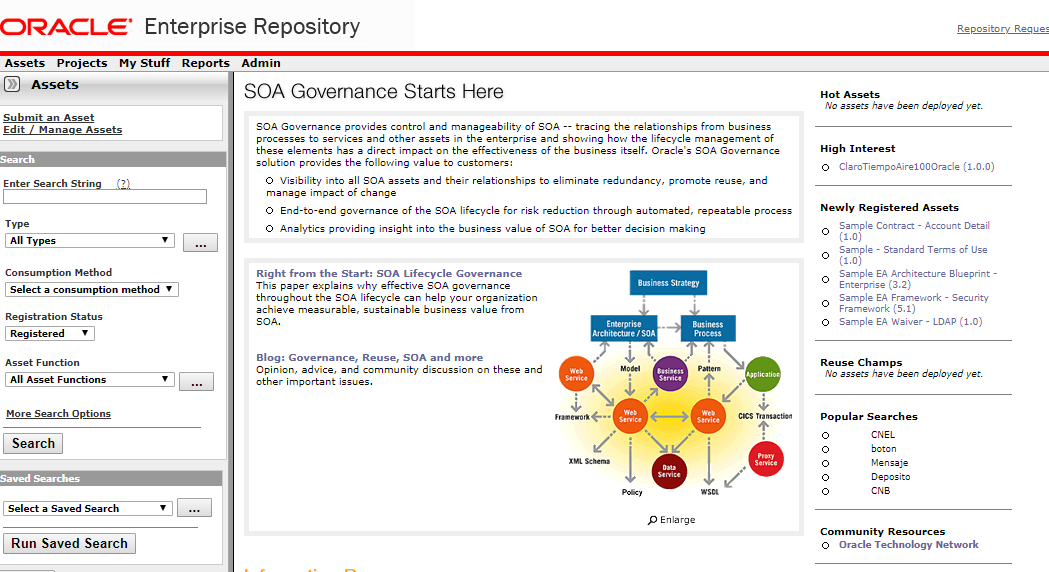 ORACLE Enterprise Repository
Repository Reques
Assets Projects My Stuff Reports Admin
Assets
Submit an Asset
Edit / Manage Assets
Search
Enter Search String (?)
Type
All Types ...
Consumption Method
Select a consumption method
Registration Status
Registered
Asset Function
All Asset Functions ...
More Search Options
Search
Saved Searches
Select a Saved Search ...
Run Saved Search
SOA Governance Starts Here
SOA Governance provides control and manageability of SOA -- tracing the relationships from business
processes to services and other assets in the enterprise and showing how the lifecycle management of
these elements has a direct impact on the effectiveness of the business itself. Oracle's SOA Governance
solution provides the following value to customers:
Visibility into all SOA assets and their relationships to eliminate redundancy, promote reuse, and
manage impact of change
End-to-end governance of the SOA lifecycle for risk reduction through automated, repeatable process
Analytics providing insight into the business value of SOA for better decision making
Right from the Start: SOA Lifecycle Governance
This paper explains why effective SOA governance
throughout the SOA lifecycle can help your organization
achieve measurable, sustainable business value from
SOA.
Blog: Governance, Reuse, SOA and more
Opinion, advice, and community discussion on these and
other important issues.
Business Strategy
Enterprise
Architecture / SOA
Business
Process
Web
Service
Model
Business
Service
Pattern
Application
Framework
Web
Service
Web
Service
CICS Transaction
XML Schema
Data
Service
Proxy
Service
Policy
WSDL
Enlarge
Hot Assets
No assets have been deployed yet.
High Interest
ClaroTiempoAire100Oracle (1.0.0)
Newly Registered Assets
Sample Contract - Account Detail
(1.0)
Sample - Standard Terms of Use
(1.0)
Sample EA Architecture Blueprint -
Enterprise (3.2)
Sample EA Framework - Security
Framework (5.1)
Sample EA Waiver - LDAP (1.0)
Reuse Champs
No assets have been deployed yet.
Popular Searches
CNEL
boton
Mensaje
Deposito
CNB
Community Resources
Oracle Technology Network